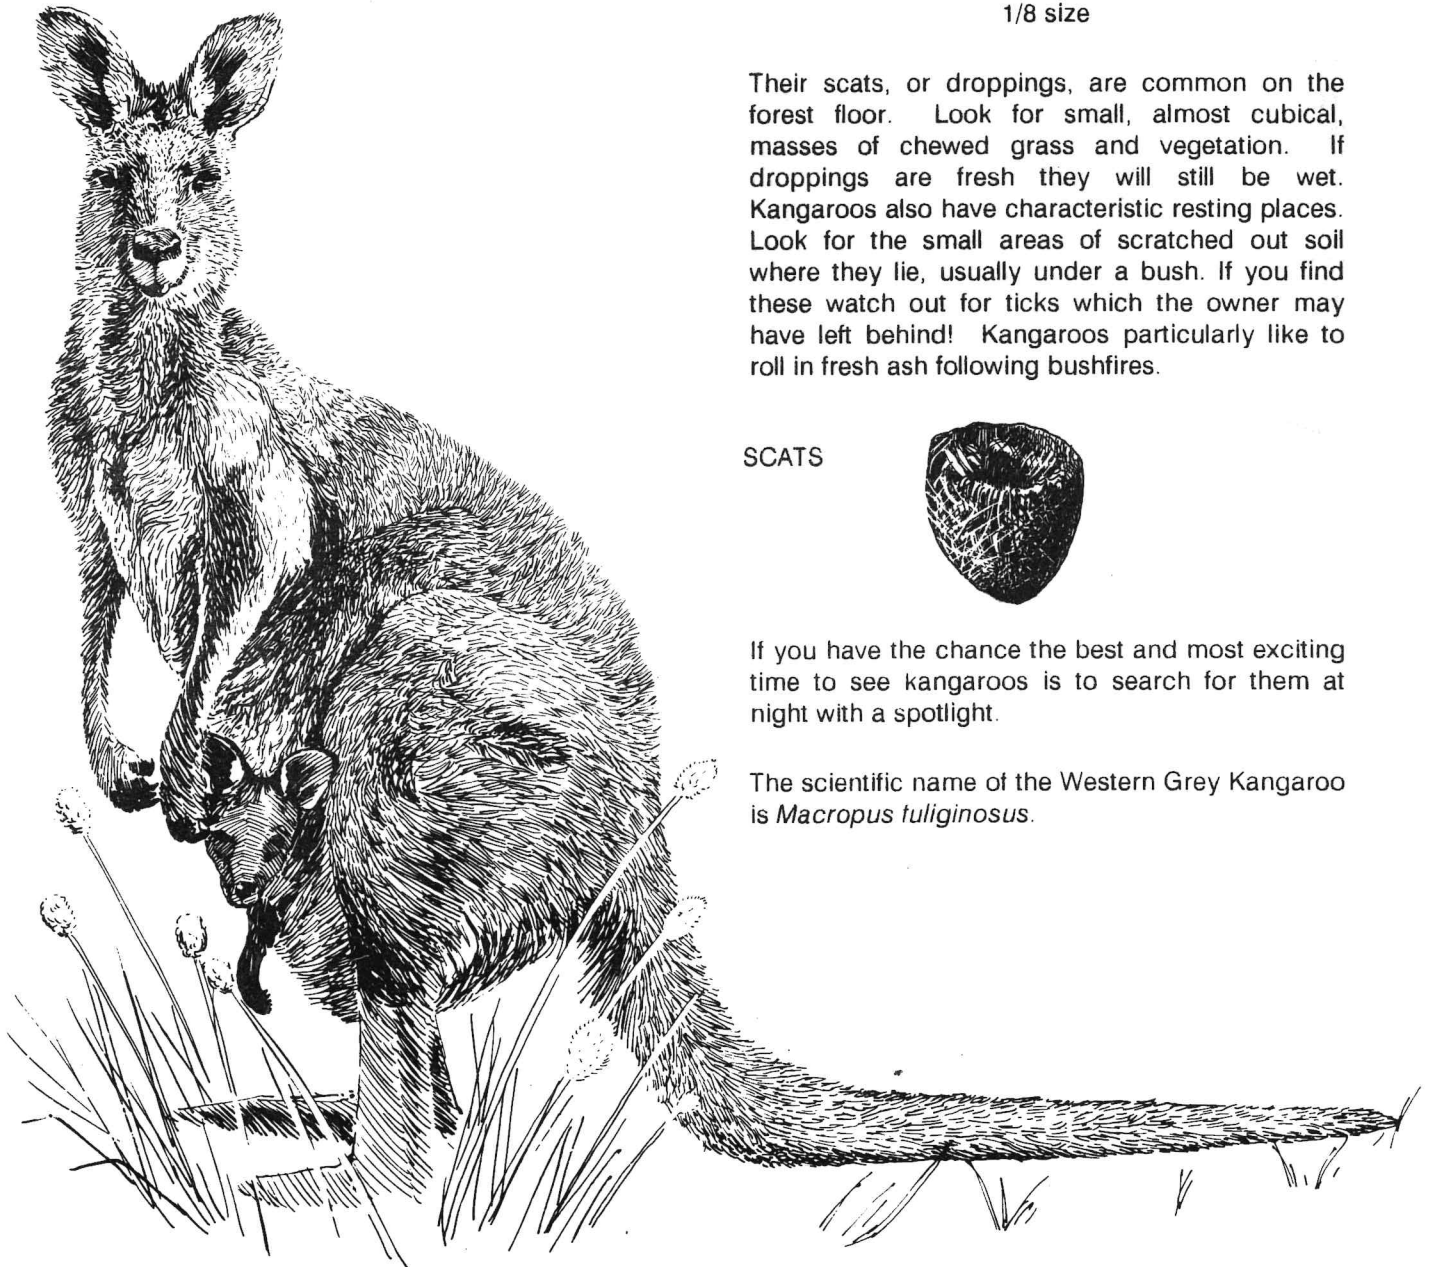 1/8 size
Their scats, or droppings, are common on the
forest floor. Look for small, almost cubical,
masses of chewed grass and vegetation. If
droppings are fresh they will still be wet.
Kangaroos also have characteristic resting places.
Look for the small areas of scratched out soil
where they lie, usually under a bush. If you find
these watch out for ticks which the owner may
have left behind! Kangaroos particularly like to
roll in fresh ash following bushfires.
SCATS
If you have the chance the best and most exciting
time to see kangaroos is to search for them at
night with a spotlight.
The scientific name of the Western Grey Kangaroo
is Macropus fuliginosus.